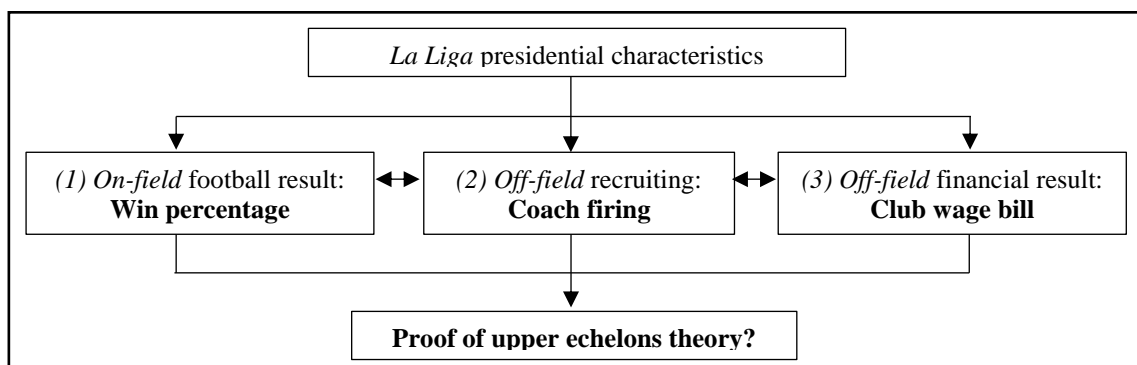 La Liga presidential characteristics
(1) On-field football result:
Win percentage
(2) Off-field recruiting:
Coach firing
(3) Off-field financial result:
Club wage bill
Proof of upper echelons theory?